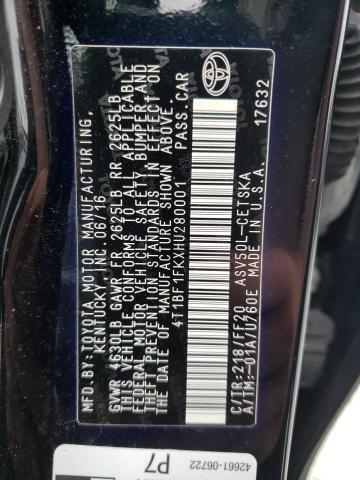 MFD.BY:TOYOTA MOTOR MANUFACTURING,
KENTUCKY, INC. 06/16
GVWR 4630LB GAWR FR 2625LB RR 2625LB
THIS VEHICLE CONFORMS TO ALL APPLICABLE
FEDERAL MOTOR VEHICLE SAFETY BUMPER, AND
THEFT PREVENTION STANDARDS IN EFFECT ON
THE DATE OF MANUFACTURE SHOWN ABOVE.
4T1BF1FKXHU280001 PASS.CAR
C/TR:218/FF20 ASV50L-CETSKA
A/TM:-01A/U760E MADE IN U.S.A. 17632
42661-06722
P7